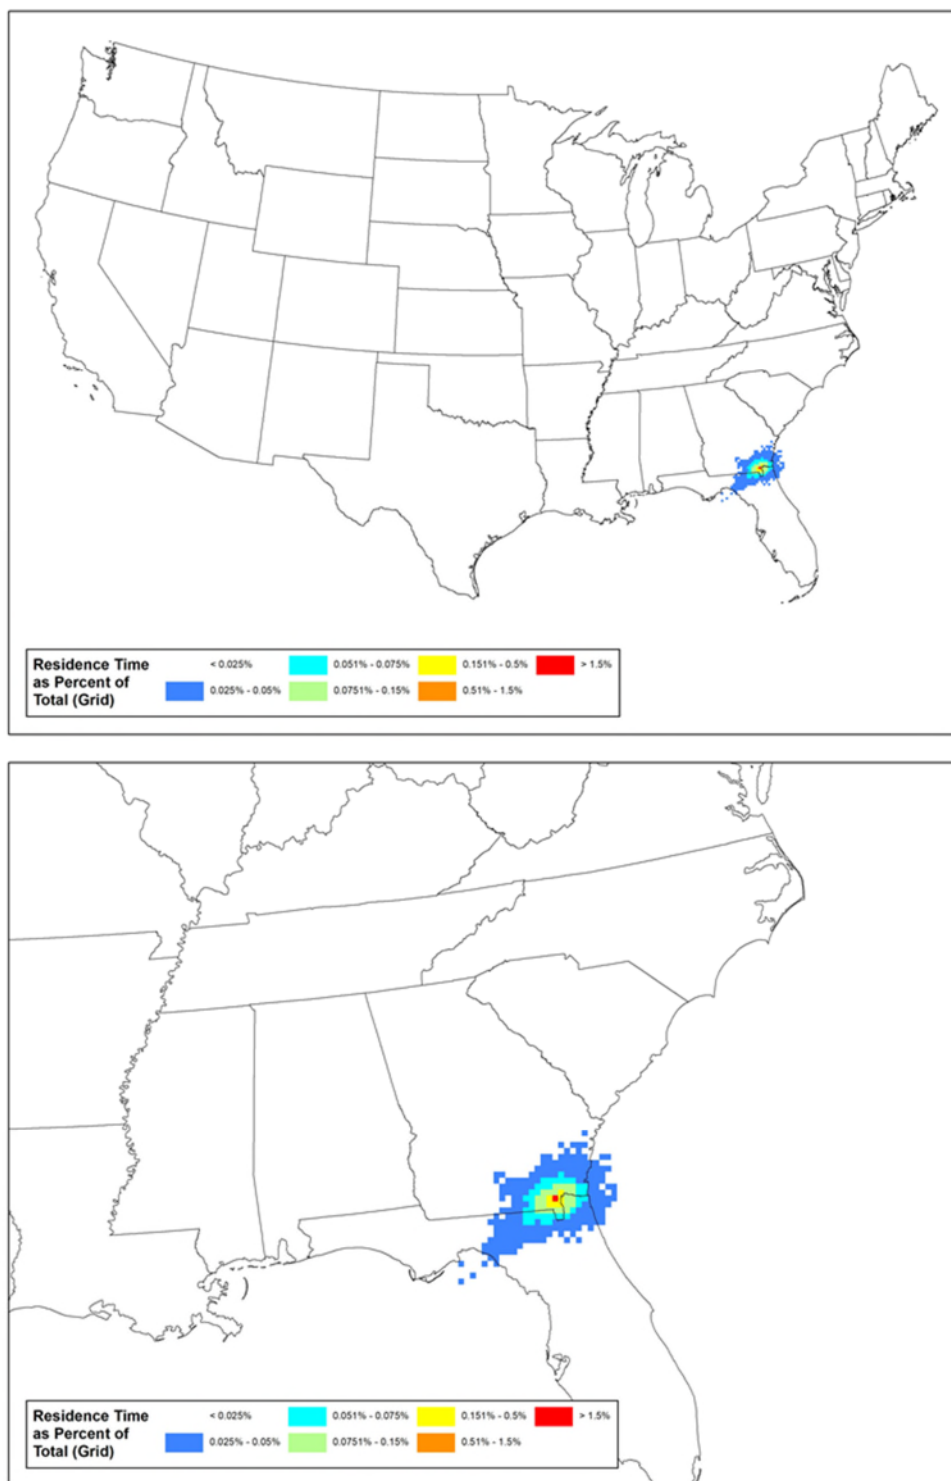 Residence Time
as Percent of
Total (Grid)
< 0.025%
0.051% - 0.075%
0.151% - 0.5%
> 1.5%
0.025% - 0.05%
0.0751% - 0.15%
0.51% - 1.5%
Residence Time
as Percent of
Total (Grid)
< 0.025%
0.051% - 0.075%
0.151% - 0.5%
> 1.5%
0.025% - 0.05%
0.0751% - 0.15%
0.51% - 1.5%